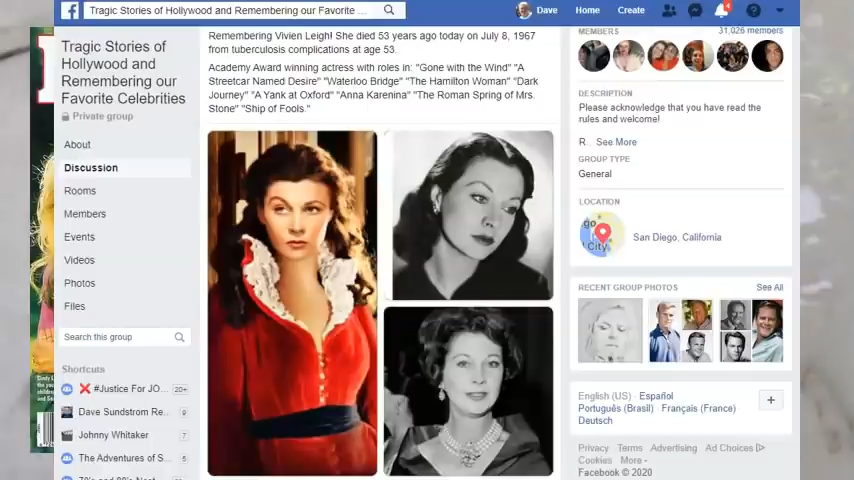 Tragic Stories of Hollywood and Remembering our Favorite ...
Dave
Home
Create
4
Tragic Stories of
Hollywood and
Remembering our
Favorite Celebrities
Private group
About
Discussion
Rooms
Members
Events
Videos
Photos
Files
Search this group
Shortcuts
#Justice For JO... 20+
Dave Sundstrom Re... 9
Johnny Whitaker 7
The Adventures of S... 5
Remembering Vivien Leigh! She died 53 years ago today on July 8, 1967
from tuberculosis complications at age 53.
Academy Award winning actress with roles in: "Gone with the Wind" "A
Streetcar Named Desire" "Waterloo Bridge" "The Hamilton Woman" "Dark
Journey" "A Yank at Oxford" "Anna Karenina" "The Roman Spring of Mrs.
Stone" "Ship of Fools."
MEMBERS
31,026 members
DESCRIPTION
Please acknowledge that you have read the
rules and welcome!
R... See More
GROUP TYPE
General
LOCATION
San Diego, California
RECENT GROUP PHOTOS
See All
English (US) · Español
Português (Brasil) · Français (France)
Deutsch
Privacy · Terms · Advertising · Ad Choices
Cookies · More
Facebook © 2020